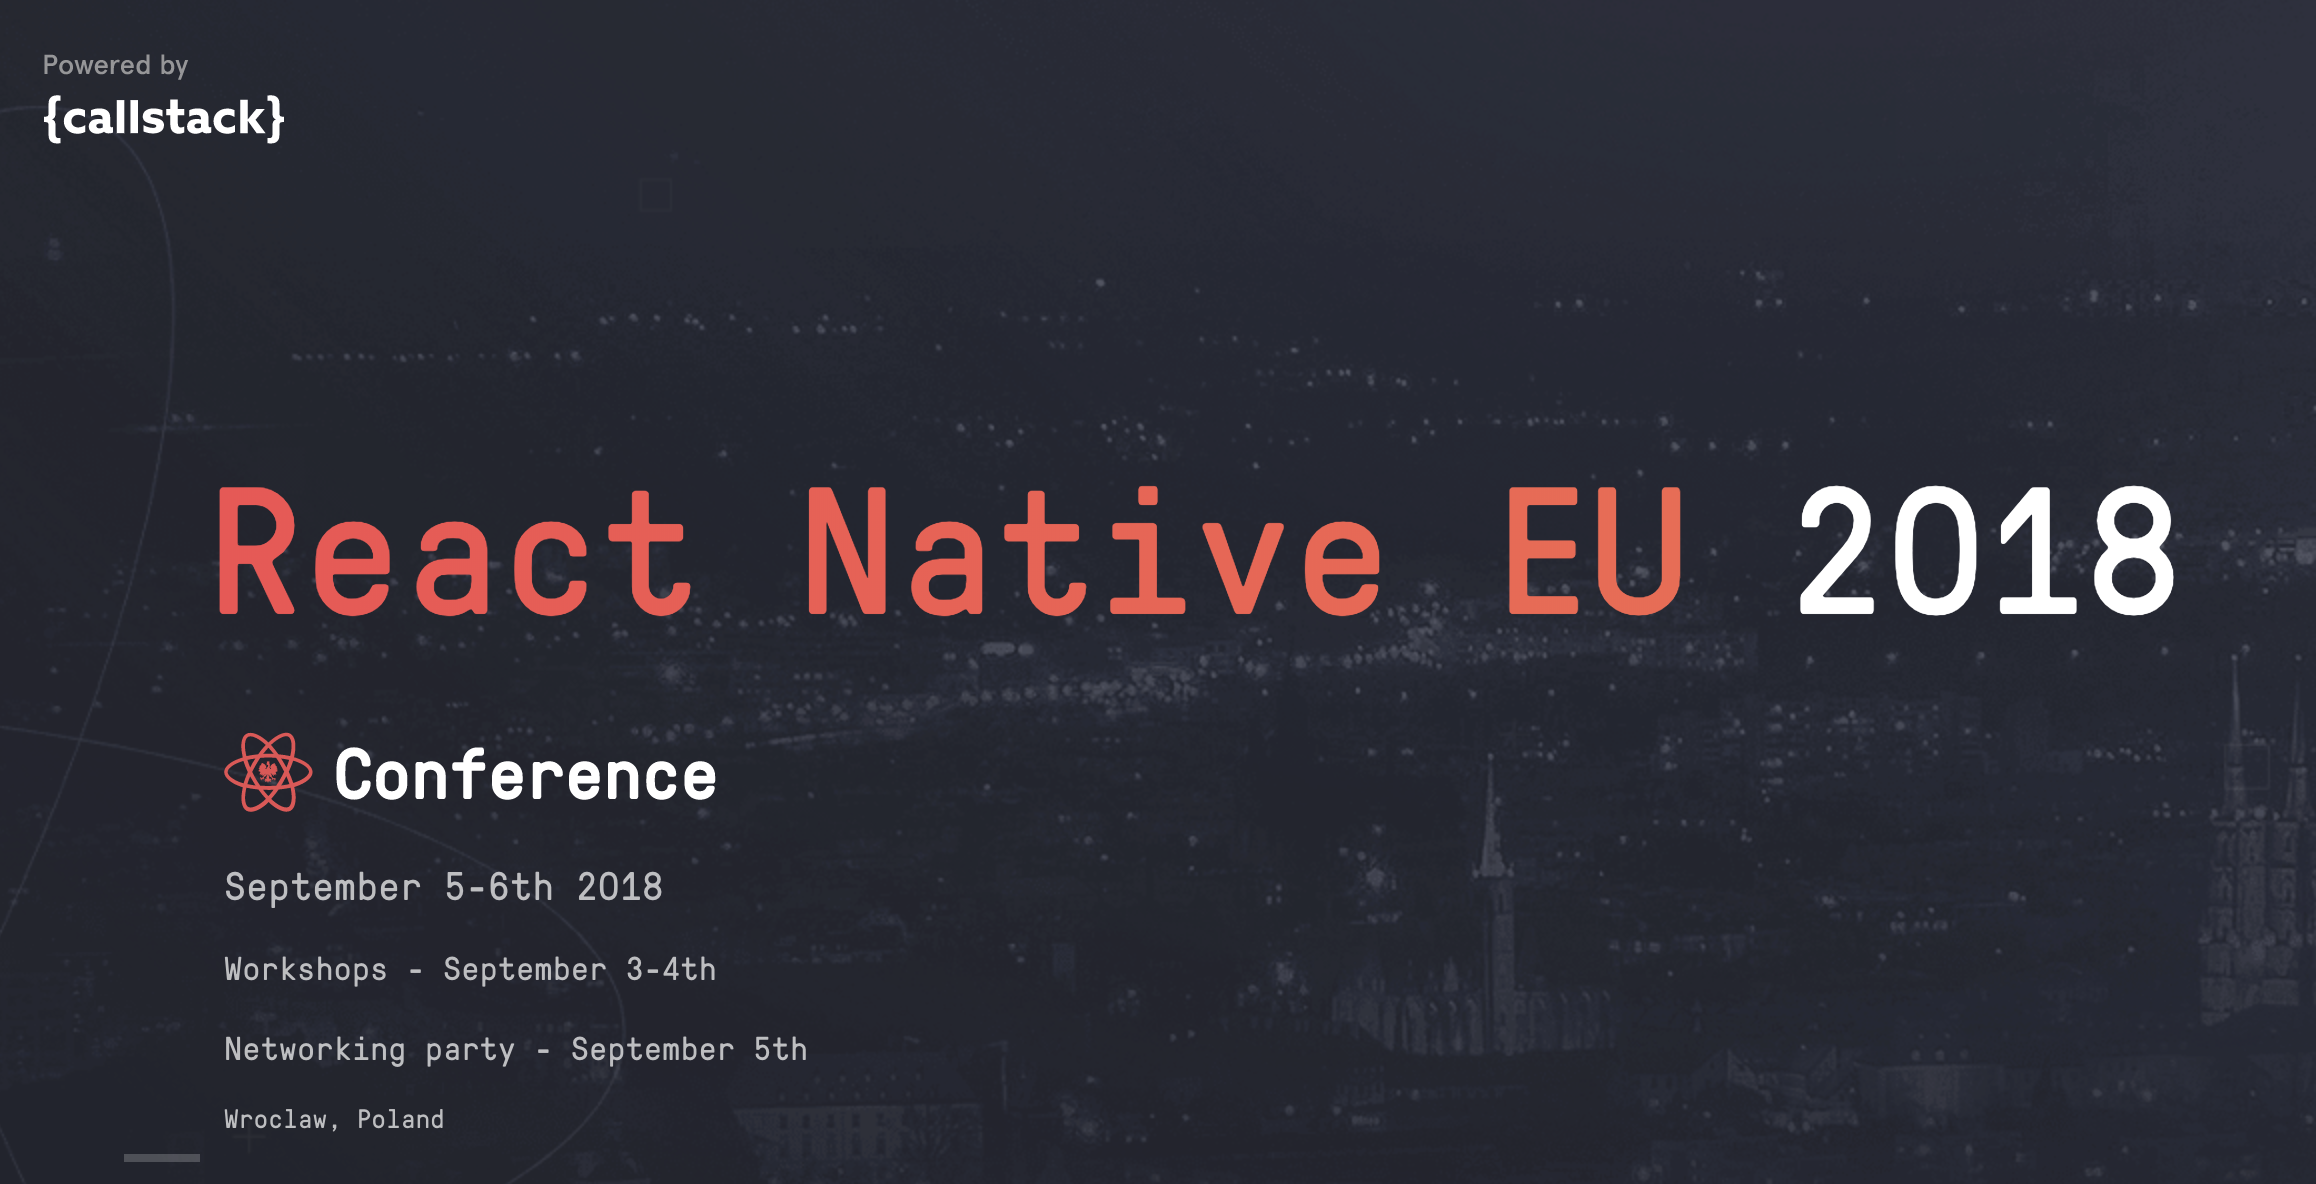 Powered by
{callstack}
React Native EU 2018
Conference
September 5-6th 2018
Workshops - September 3-4th
Networking party - September 5th
Wroclaw, Poland